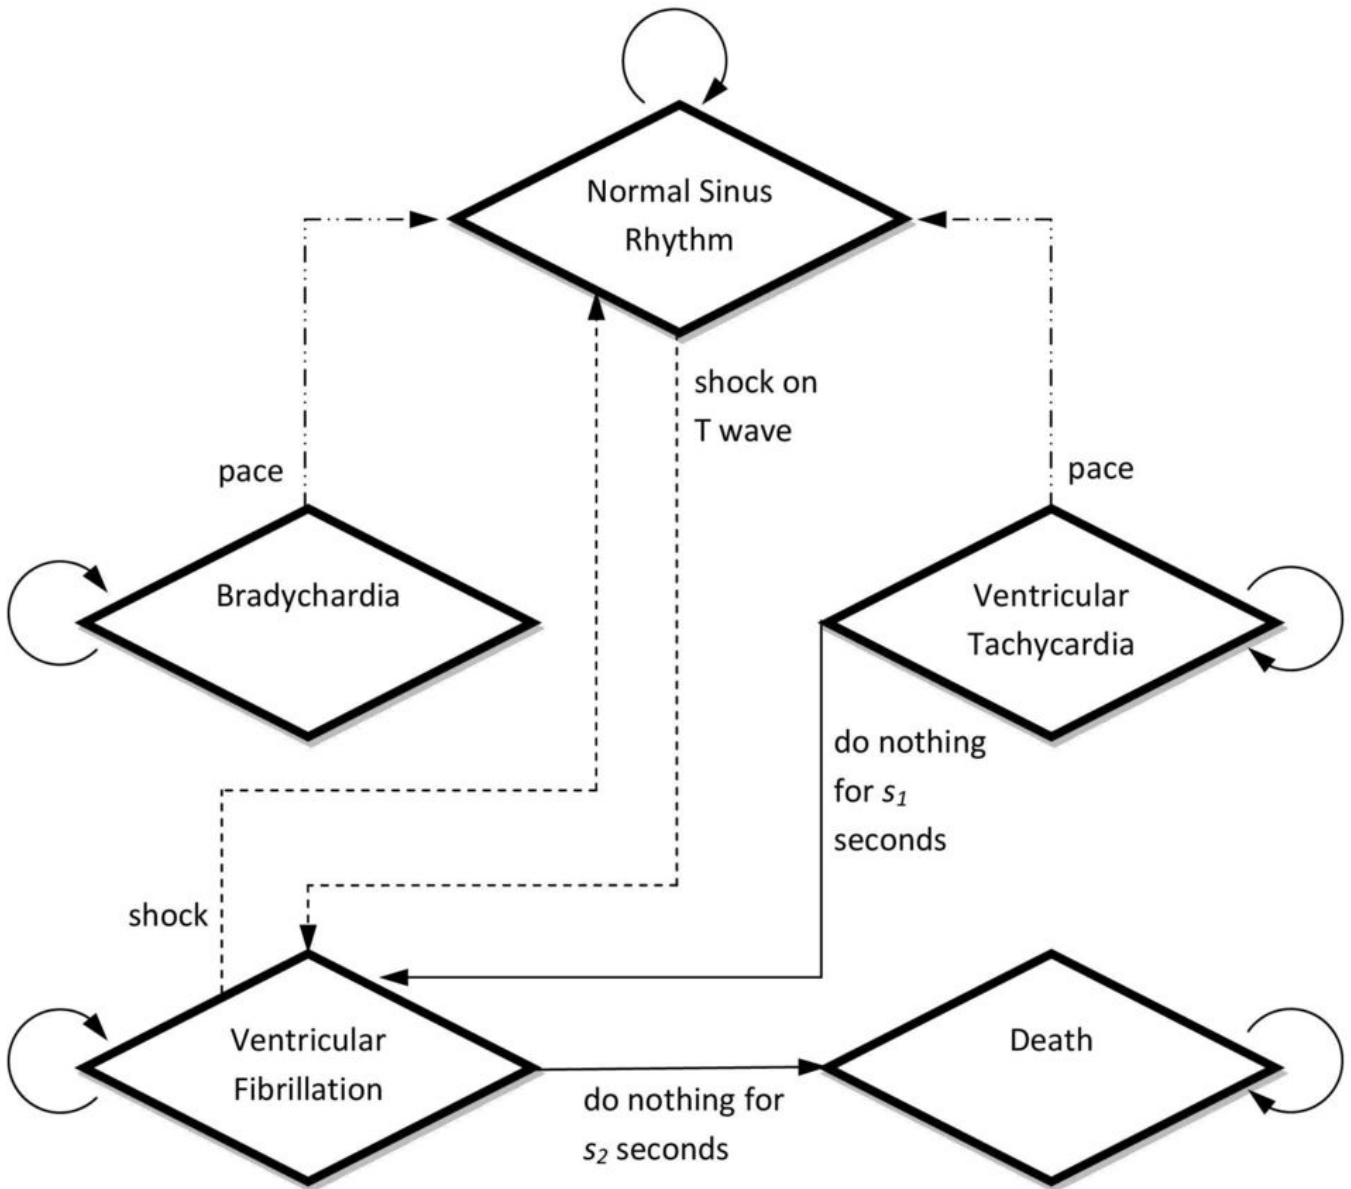 Normal Sinus
Rhythm
shock on
T wave
pace
pace
Bradychardia
Ventricular
Tachycardia
do nothing
for s₁
seconds
shock
Ventricular
Fibrillation
Death
do nothing for
s₂ seconds